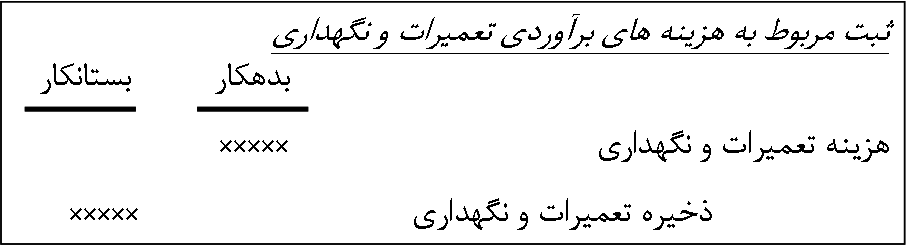 ثبت مربوط به هزینه های برآوردی تعمیرات و نگهداری
بدهکار بستانکار
هزینه تعمیرات و نگهداری ×××××
ذخیره تعمیرات و نگهداری ×××××